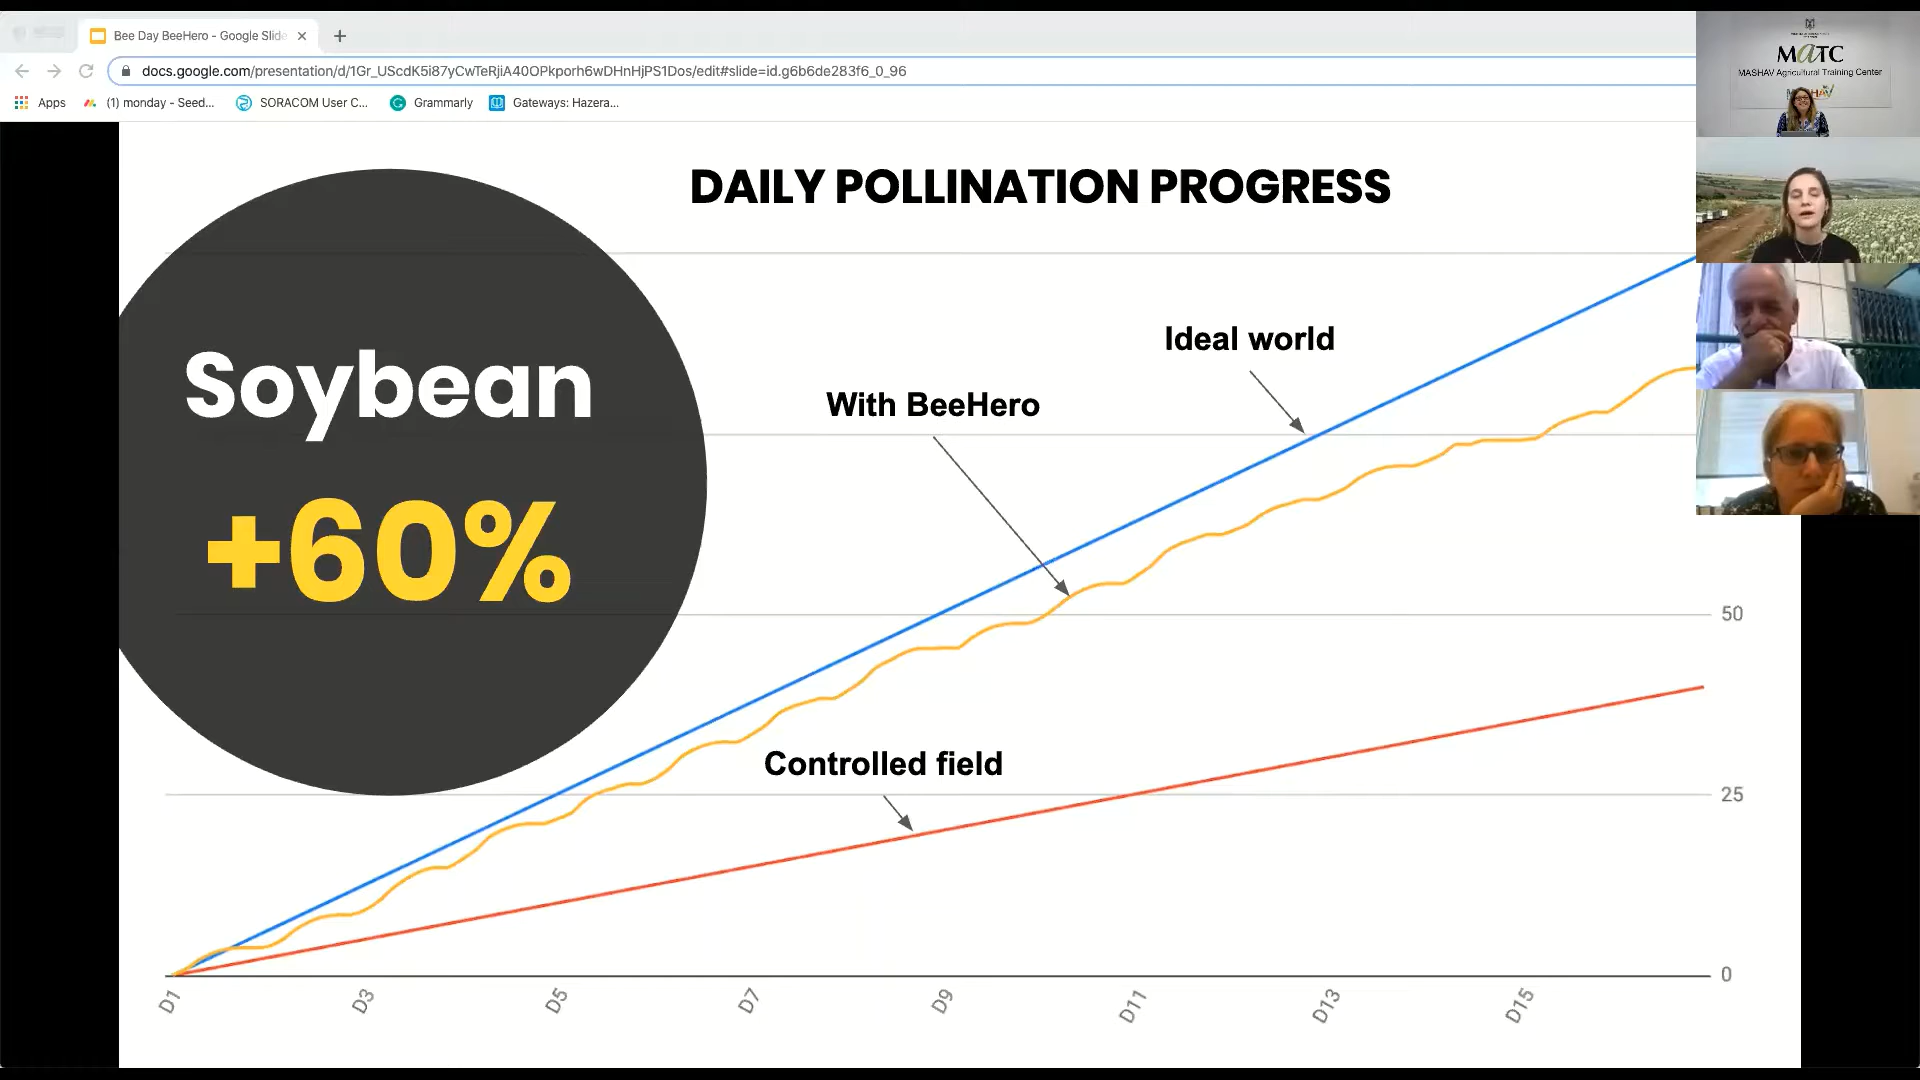 Bee Day BeeHero - Google Slide
docs.google.com/presentation/d/1Gr_UScdK5i87yCwTeRjiA40OPkporh6wDHnHjPS1Dos/edit#slide=id.g6b6de283f6_0_96
Apps
(1) monday - Seed...
SORACOM User C...
Grammarly
Gateways: Hazera...
MATC
MASHAV Agricultural Training Center
DAILY POLLINATION PROGRESS
Soybean
+60%
Ideal world
With BeeHero
Controlled field
50
25
0
D1
D3
D5
D7
D9
D11
D13
D15